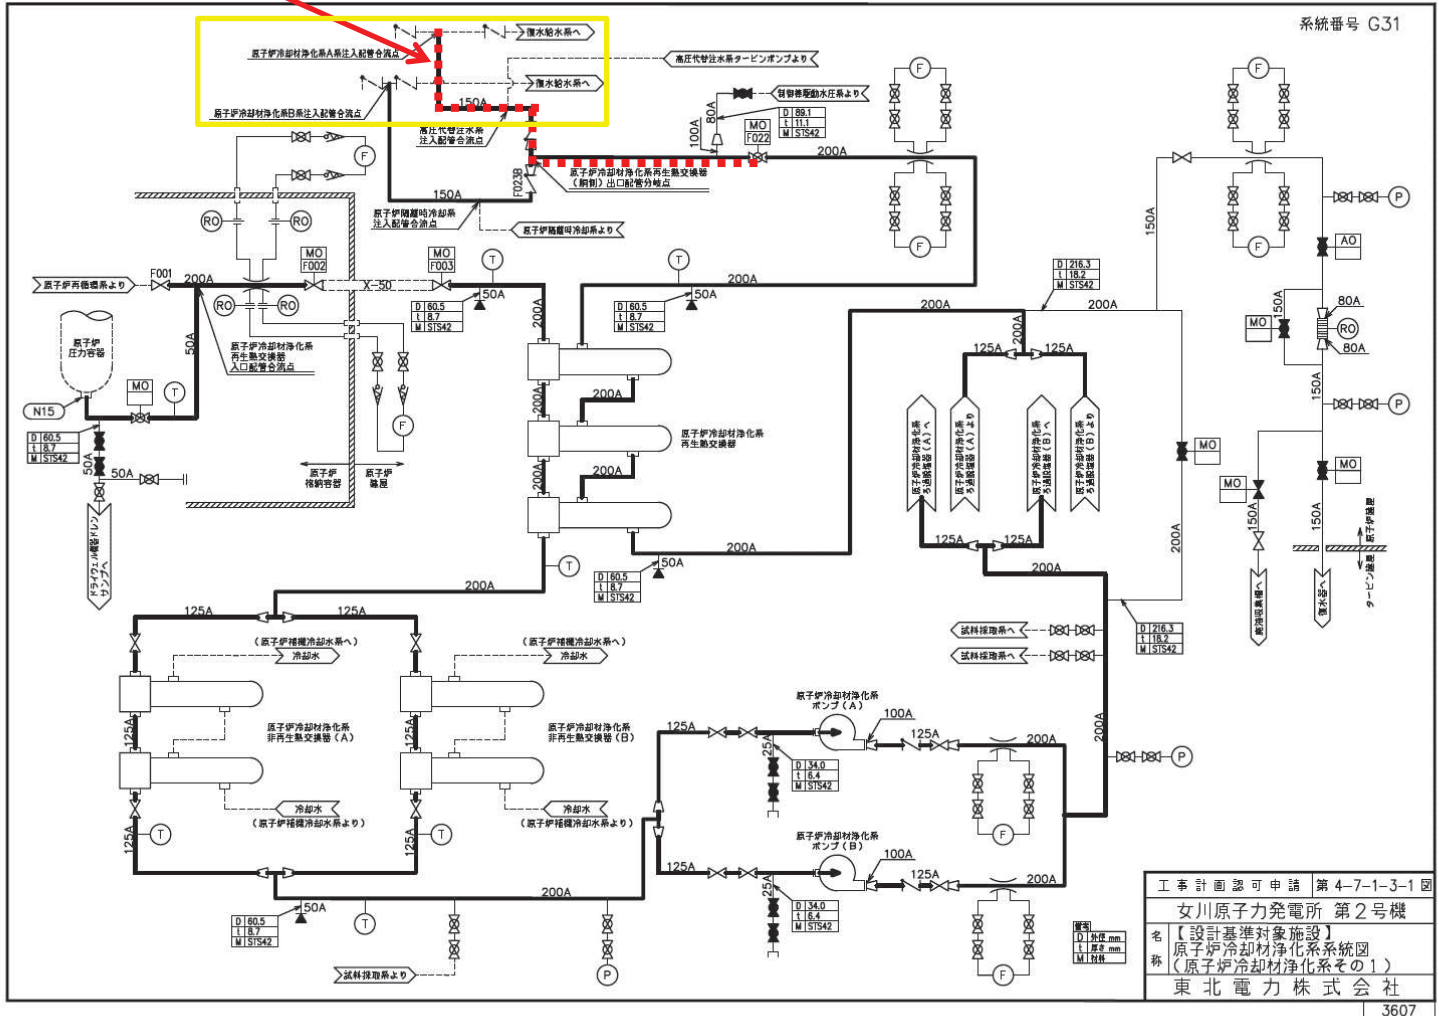 系統番号 G31
復水給水系へ
原子炉冷却材浄化系A系注入配管合流点
高圧代替注水系タービンポンプより
復水給水系へ
原子炉冷却材浄化系B系注入配管合流点
150A
高圧代替注水系
注入配管合流点
制御棒駆動水圧系より
80A
100A
D 89.1
t 11.1
M STS42
MO
F022
200A
F023B
原子炉冷却材浄化系再生熱交換器
(胴側)出口配管分岐点
150A
原子炉隔離時冷却系
注入配管合流点
原子炉隔離時冷却系より
F
F
F
F
F
150A
P
AO
RO
RO
RO
RO
原子炉再循環系より
F001
200A
MO
F002
X-50
MO
F003
T
50A
D 60.5
t 8.7
M STS42
200A
T
200A
50A
D 60.5
t 8.7
M STS42
D 216.3
t 18.2
M STS42
200A
200A
200A
150A
MO
80A
RO
80A
原子炉
圧力容器
50A
原子炉冷却材浄化系
再生熱交換器
入口配管合流点
MO
T
N15
D 60.5
t 8.7
M STS42
50A
50A
ドライウェル機器ドレン
サンプへ
原子炉
格納容器
原子炉
建屋
F
200A
200A
原子炉冷却材浄化系
再生熱交換器
200A
200A
125A
125A
原子炉冷却材浄化系
ろ過脱塩器(A)へ
原子炉冷却材浄化系
ろ過脱塩器(A)より
原子炉冷却材浄化系
ろ過脱塩器(B)へ
原子炉冷却材浄化系
ろ過脱塩器(B)より
150A
P
MO
MO
MO
150A
150A
200A
原子炉建屋
タービン建屋
復水器へ
125A
125A
200A
T
200A
50A
D 60.5
t 8.7
M STS42
200A
125A
125A
(原子炉補機冷却水系へ)
冷却水
(原子炉補機冷却水系へ)
冷却水
試料採取系へ
試料採取系へ
D 216.3
t 18.2
M STS42
125A
原子炉冷却材浄化系
非再生熱交換器(A)
125A
原子炉冷却材浄化系
非再生熱交換器(B)
冷却水
(原子炉補機冷却水系より)
冷却水
(原子炉補機冷却水系より)
125A
T
125A
T
原子炉冷却材浄化系
ポンプ(A)
100A
125A
125A
200A
200A
P
25A
D 34.0
t 6.4
M STS42
F
原子炉冷却材浄化系
ポンプ(B)
100A
125A
125A
200A
25A
D 34.0
t 6.4
M STS42
F
200A
50A
D 60.5
t 8.7
M STS42
T
試料採取系より
P
備考
D 外径 mm
t 厚さ mm
M 材料
工事計画認可申請 第4-7-1-3-1図
女川原子力発電所 第2号機
名称
【設計基準対象施設】
原子炉冷却材浄化系系統図
(原子炉冷却材浄化系その1)
東北電力株式会社
3607